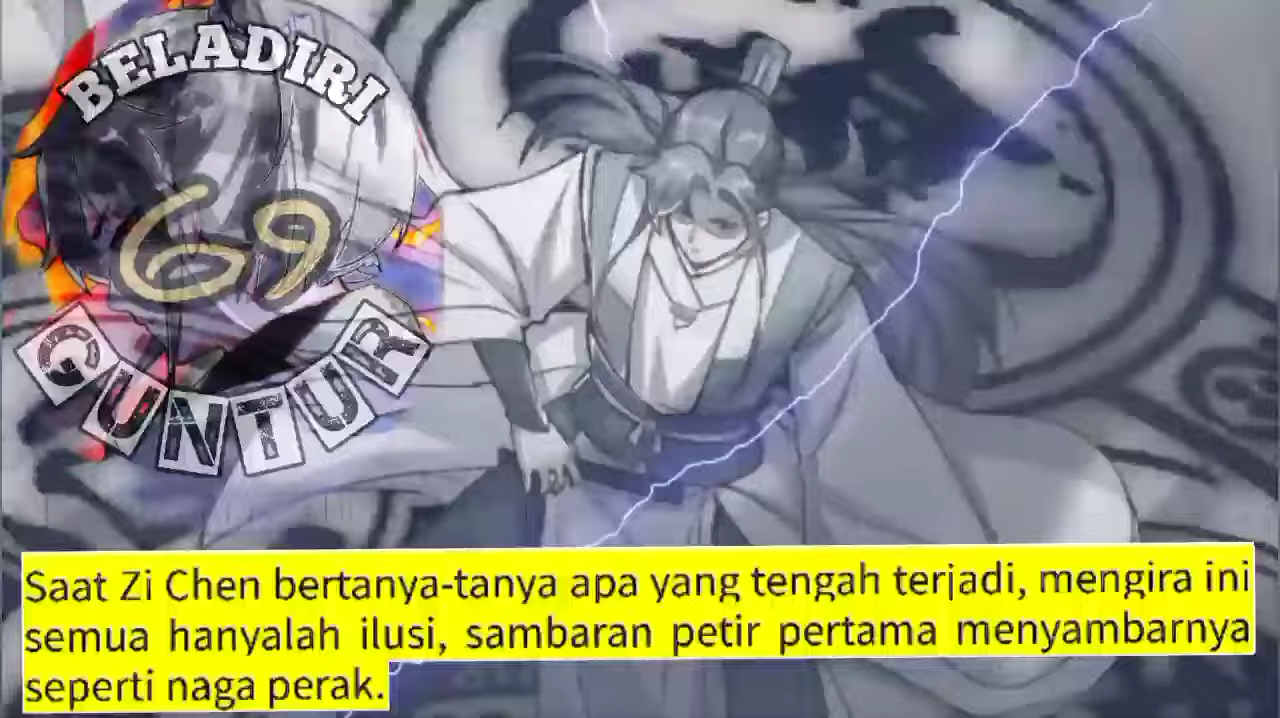 BELADIRI
69
GUNTUR
Saat Zi Chen bertanya-tanya apa yang tengah terjadi, mengira ini
semua hanyalah ilusi, sambaran petir pertama menyambarnya
seperti naga perak.